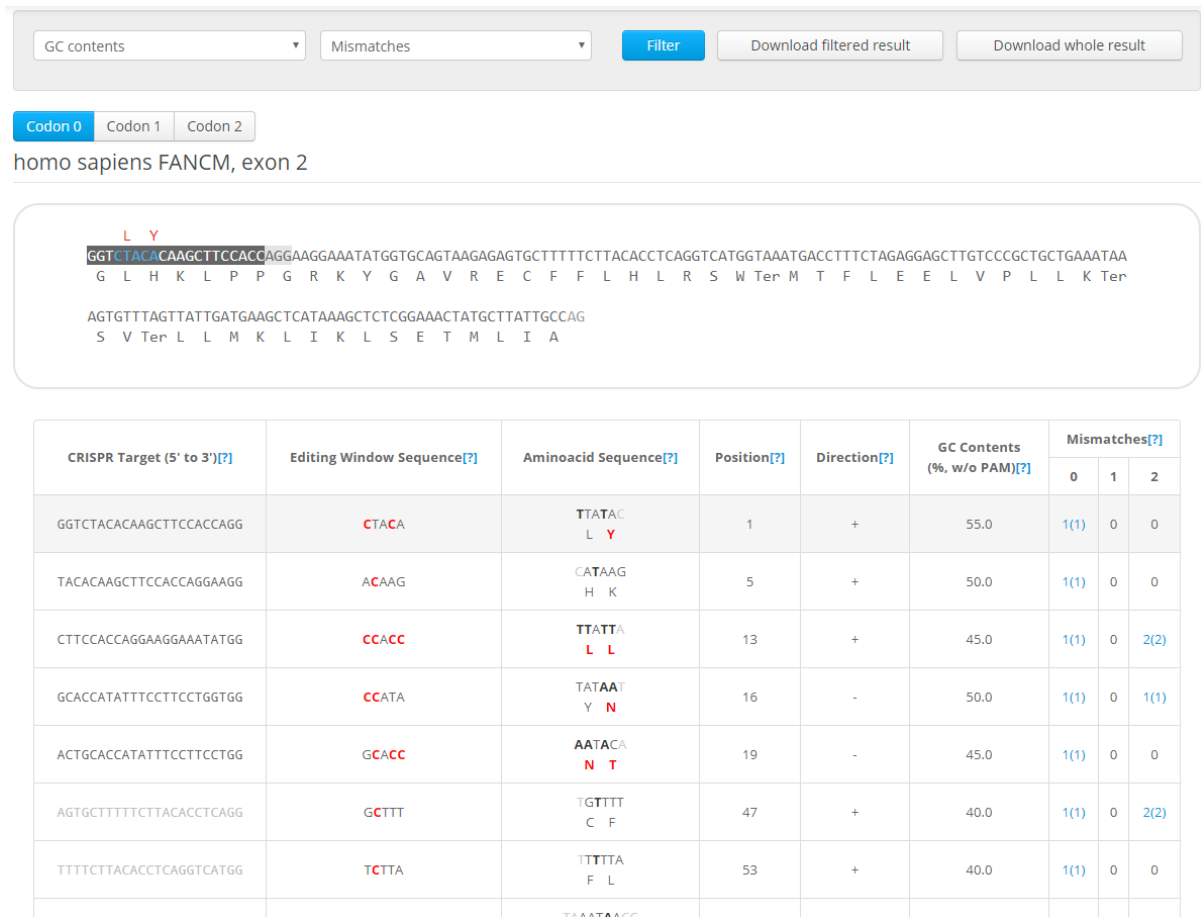 GC contents Mismatches Filter Download filtered result Download whole result
Codon 0 Codon 1 Codon 2
homo sapiens FANCM, exon 2
L Y
GGTCTACACAAGCTTCCACCAGGAAGGAAATATGGTGCAGTAAGAGAGTGCTTTTTCTTACACCTCAGGTCATGGTAAATGACCTTTCTAGAGGAGCTTGTCCCGCTGCTGAAATAA
G L H K L P P G R K Y G A V R E C F F L H L R S W Ter M T F L E E L V P L L K Ter
AGTGTTTAGTTATTGATGAAGCTCATAAAGCTCTCGGAAACTATGCTTATTGCCAG
S V Ter L L M K L I K L S E T M L I A
CRISPR Target (5' to 3')[?] Editing Window Sequence[?] Aminoacid Sequence[?] Position[?] Direction[?] GC Contents (%, w/o PAM)[?] Mismatches[?]
0 1 2
GGTCTACACAAGCTTCCACCAGG CTACA TTATAC 1 + 55.0 1(1) 0 0
L Y
TACACAAGCTTCCACCAGGAAGG ACAAG CATAAG 5 + 50.0 1(1) 0 0
H K
CTTCCACCAGGAAGGAAATATGG CCACC TTATTA 13 + 45.0 1(1) 0 2(2)
L L
GCACCATATTTCCTTCCTGGTGG CCATA TATAAT 16 - 50.0 1(1) 0 1(1)
Y N
ACTGCACCATATTTCCTTCCTGG GCACC AATACA 19 - 45.0 1(1) 0 0
N T
AGTGCTTTTTCTTACACCTCAGG GCTTT TGTTTT 47 + 40.0 1(1) 0 2(2)
C F
TTTTCTTACACCTCAGGTCATGG TCTTA TTTTTA 53 + 40.0 1(1) 0 0
F L